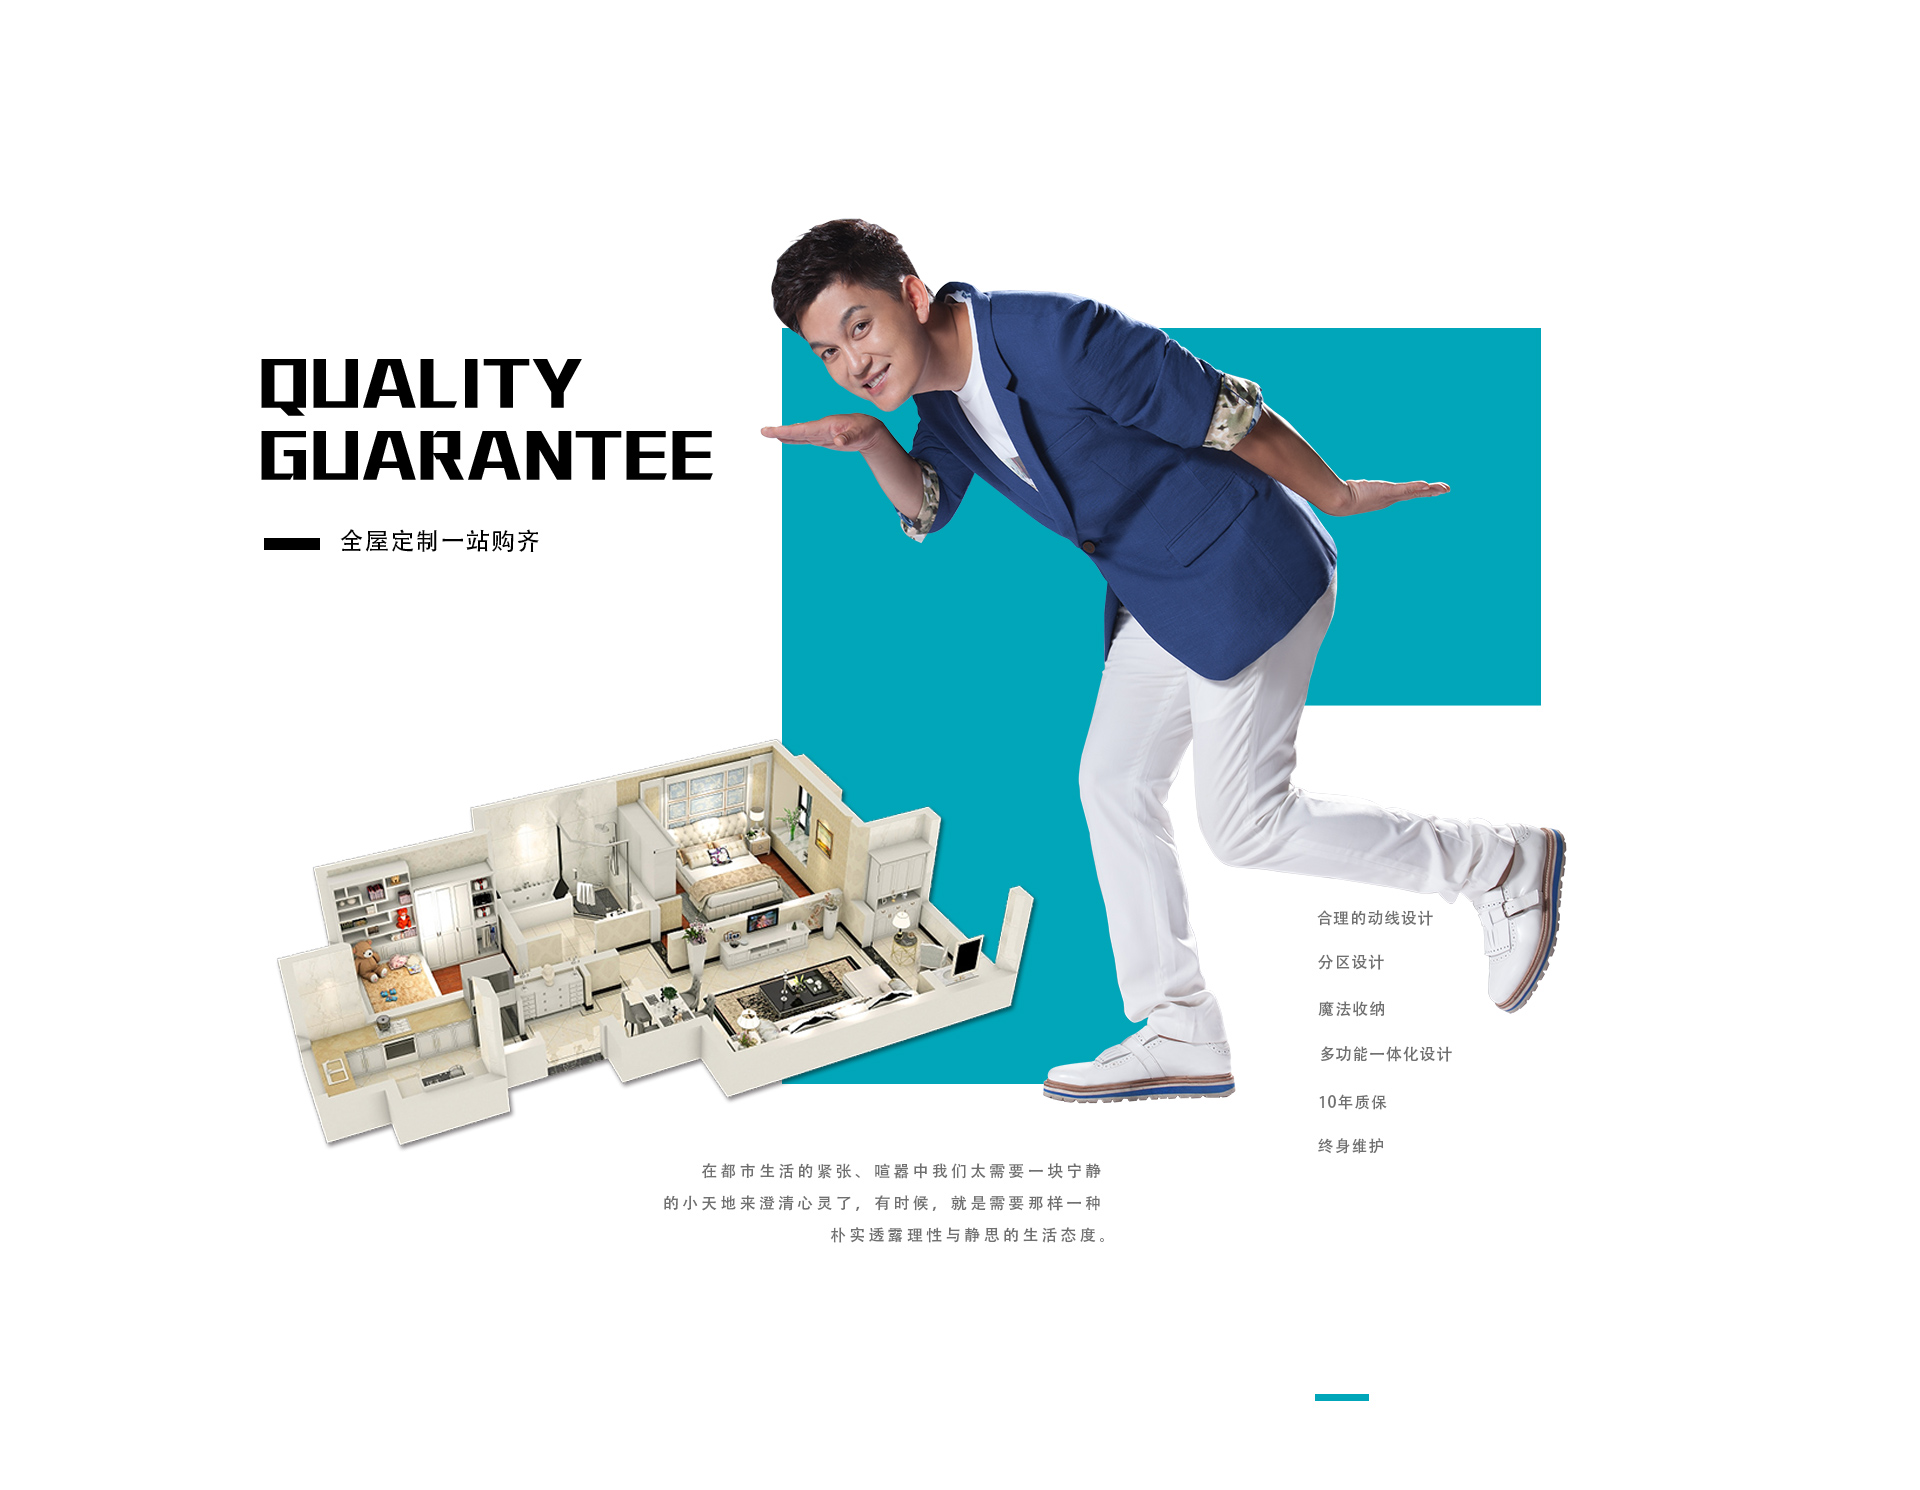 QUALITY
GUARANTEE
全屋定制一站购齐
合理的动线设计
分区设计
魔法收纳
多功能一体化设计
10年质保
终身维护
在都市生活的紧张、喧嚣中我们太需要一块宁静
的小天地来澄清心灵了，有时候，就是需要那样一种
朴实透露理性与静思的生活态度。